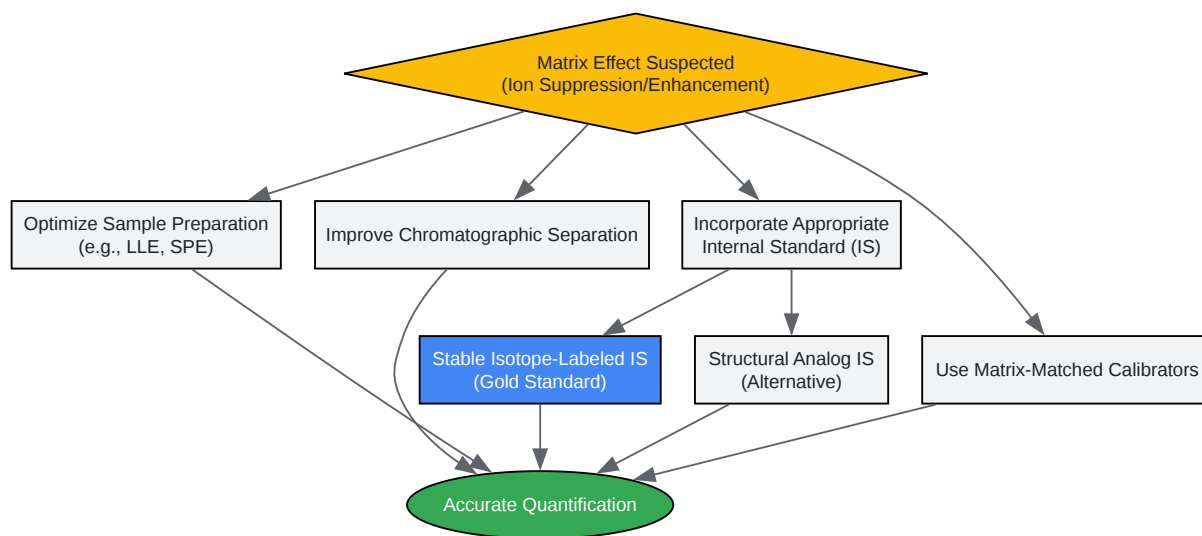 Matrix Effect Suspected
(Ion Suppression/Enhancement)
Optimize Sample Preparation
(e.g., LLE, SPE)
Improve Chromatographic Separation
Incorporate Appropriate
Internal Standard (IS)
Stable Isotope-Labeled IS
(Gold Standard)
Structural Analog IS
(Alternative)
Use Matrix-Matched Calibrators
Accurate Quantification